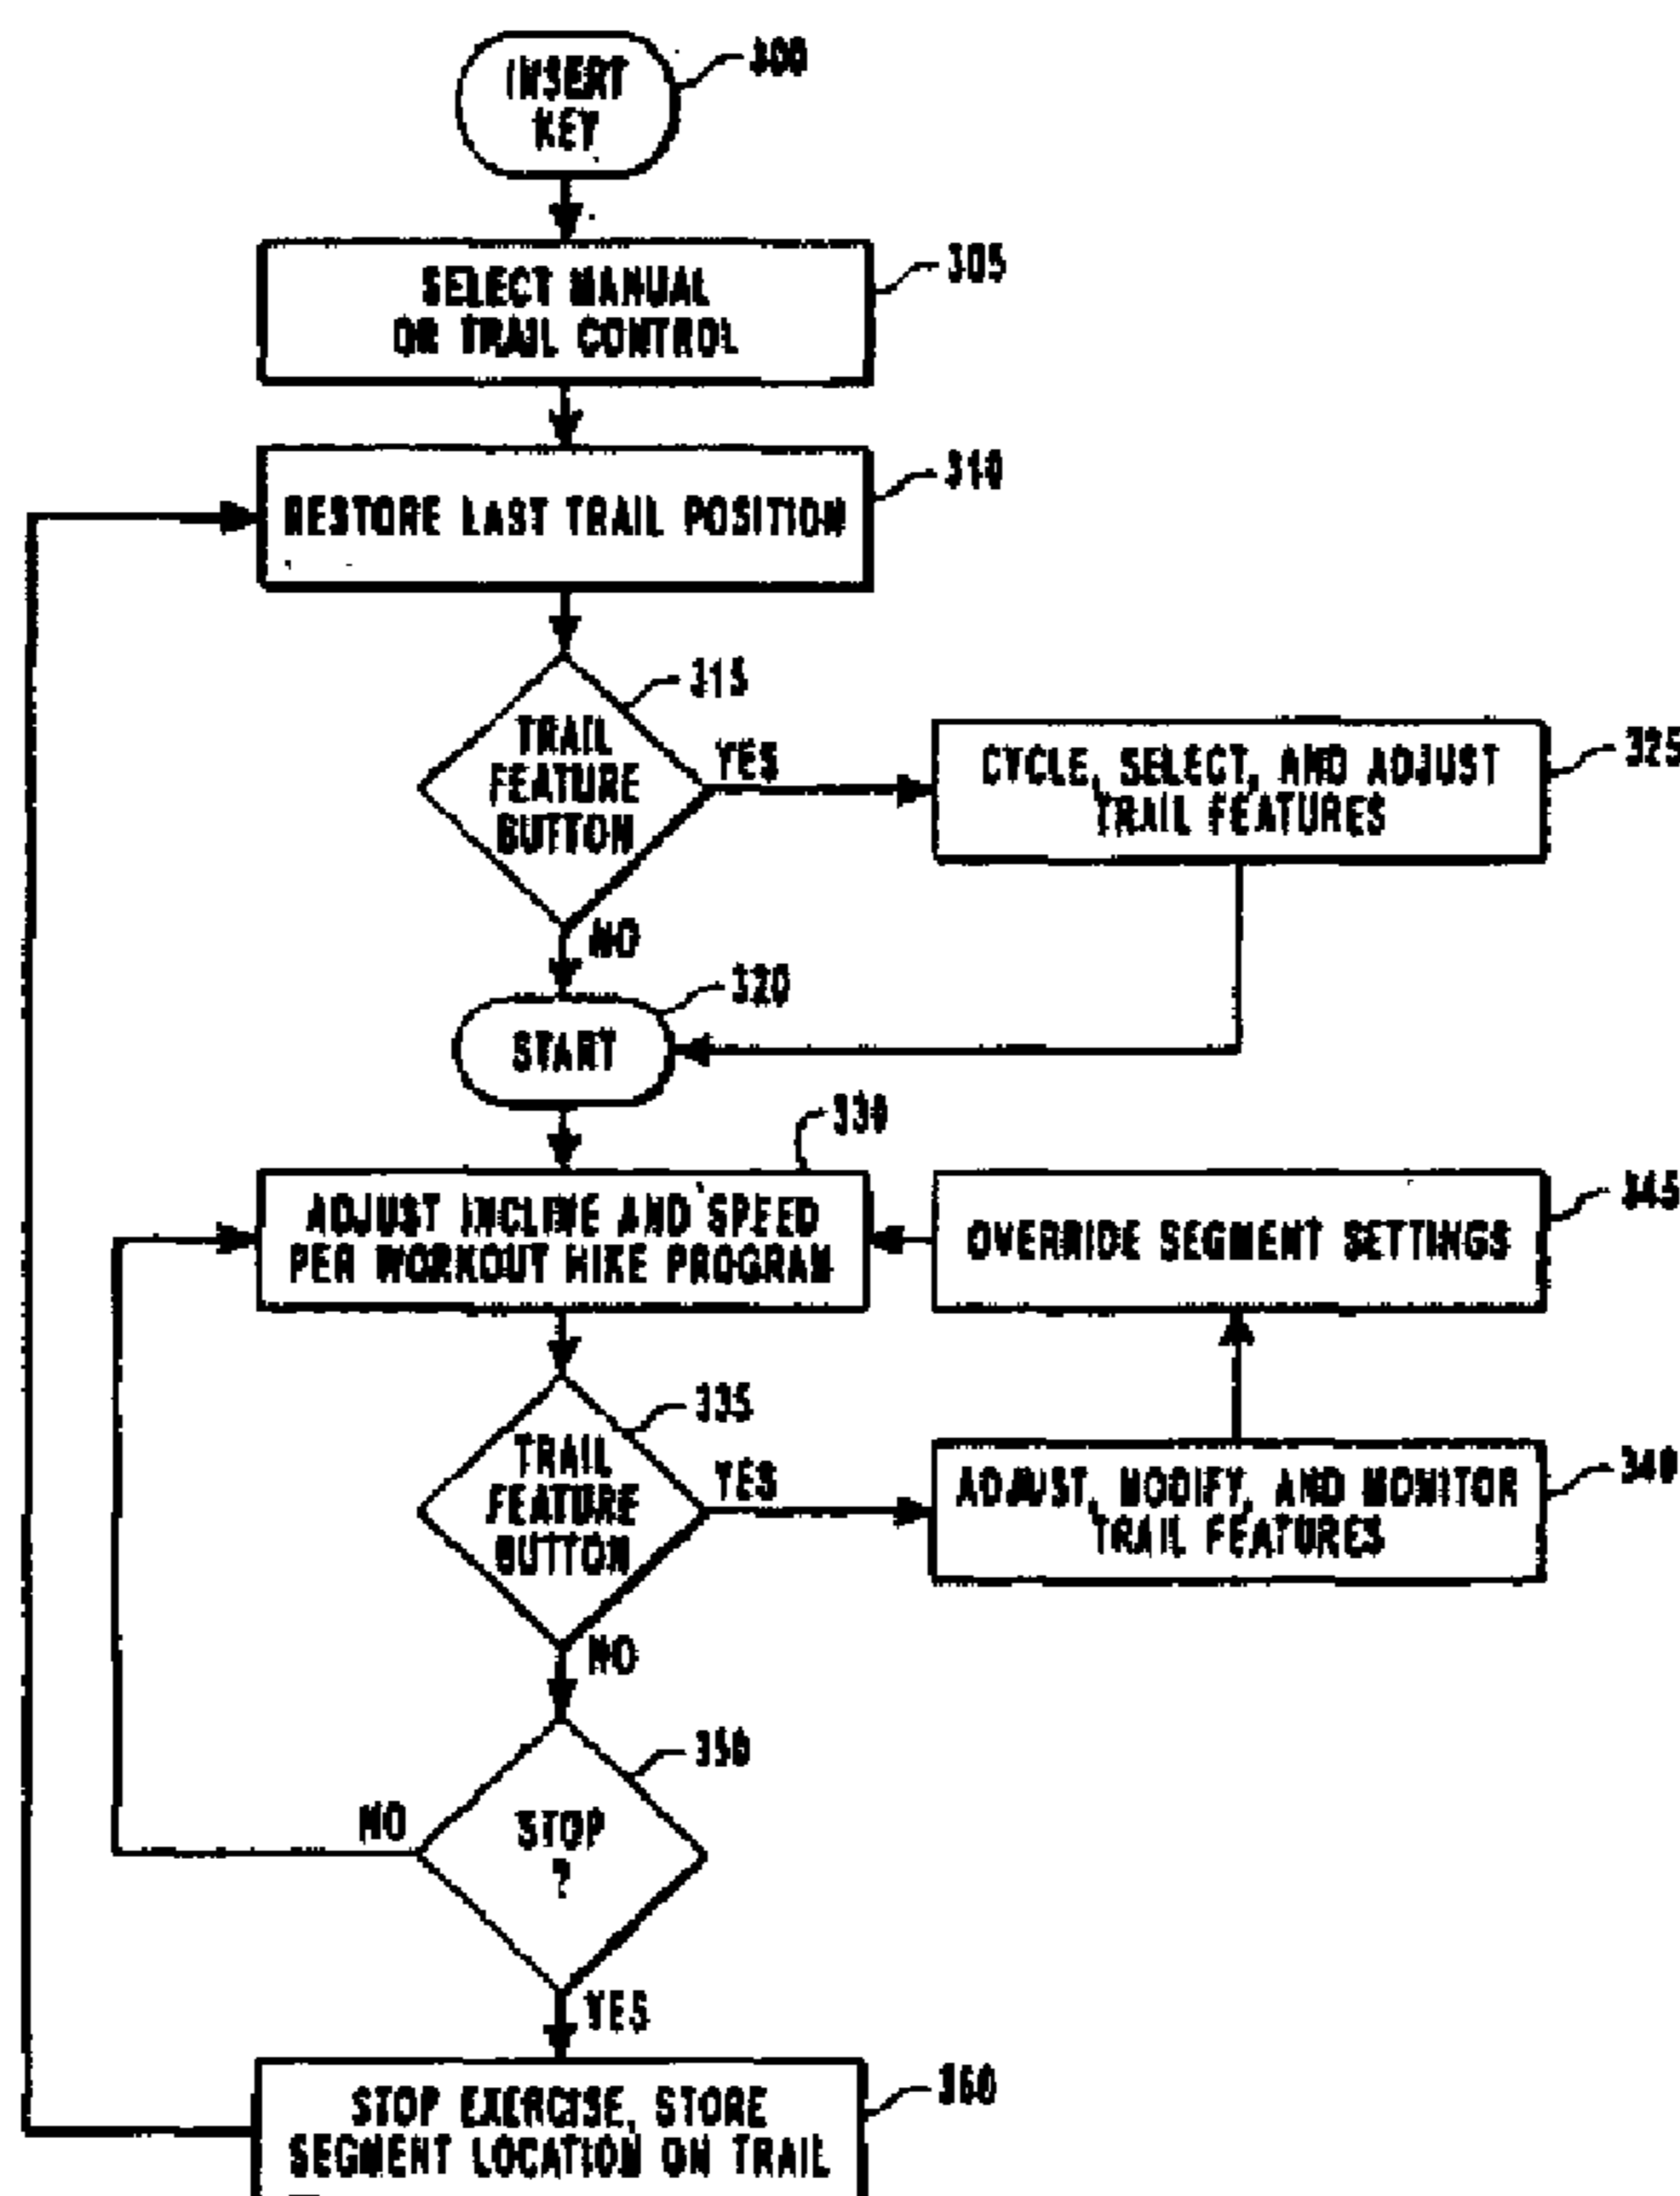 INSERT
KEY
300
SELECT MANUAL
OR TRAIL CONTROL
305
RESTORE LAST TRAIL POSITION
310
TRAIL
FEATURE
BUTTON
315
YES
CYCLE, SELECT, AND ADJUST
TRAIL FEATURES
325
NO
START
320
ADJUST INCLINE AND SPEED
PER WORKOUT HIKE PROGRAM
330
OVERRIDE SEGMENT SETTINGS
345
TRAIL
FEATURE
BUTTON
335
YES
ADJUST, MODIFY, AND MONITOR
TRAIL FEATURES
340
NO
STOP
?
350
NO
YES
STOP EXERCISE, STORE
SEGMENT LOCATION ON TRAIL
360